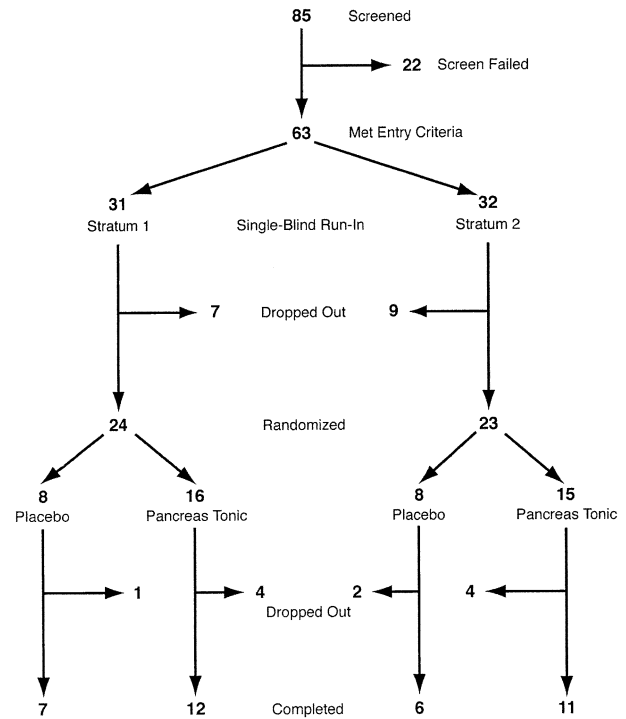 85 Screened
22 Screen Failed
63 Met Entry Criteria
31 32
Stratum 1 Single-Blind Run-In Stratum 2
7 Dropped Out 9
24 Randomized 23
8 16 8 15
Placebo Pancreas Tonic Placebo Pancreas Tonic
1 4 2 4
Dropped Out
7 12 Completed 6 11